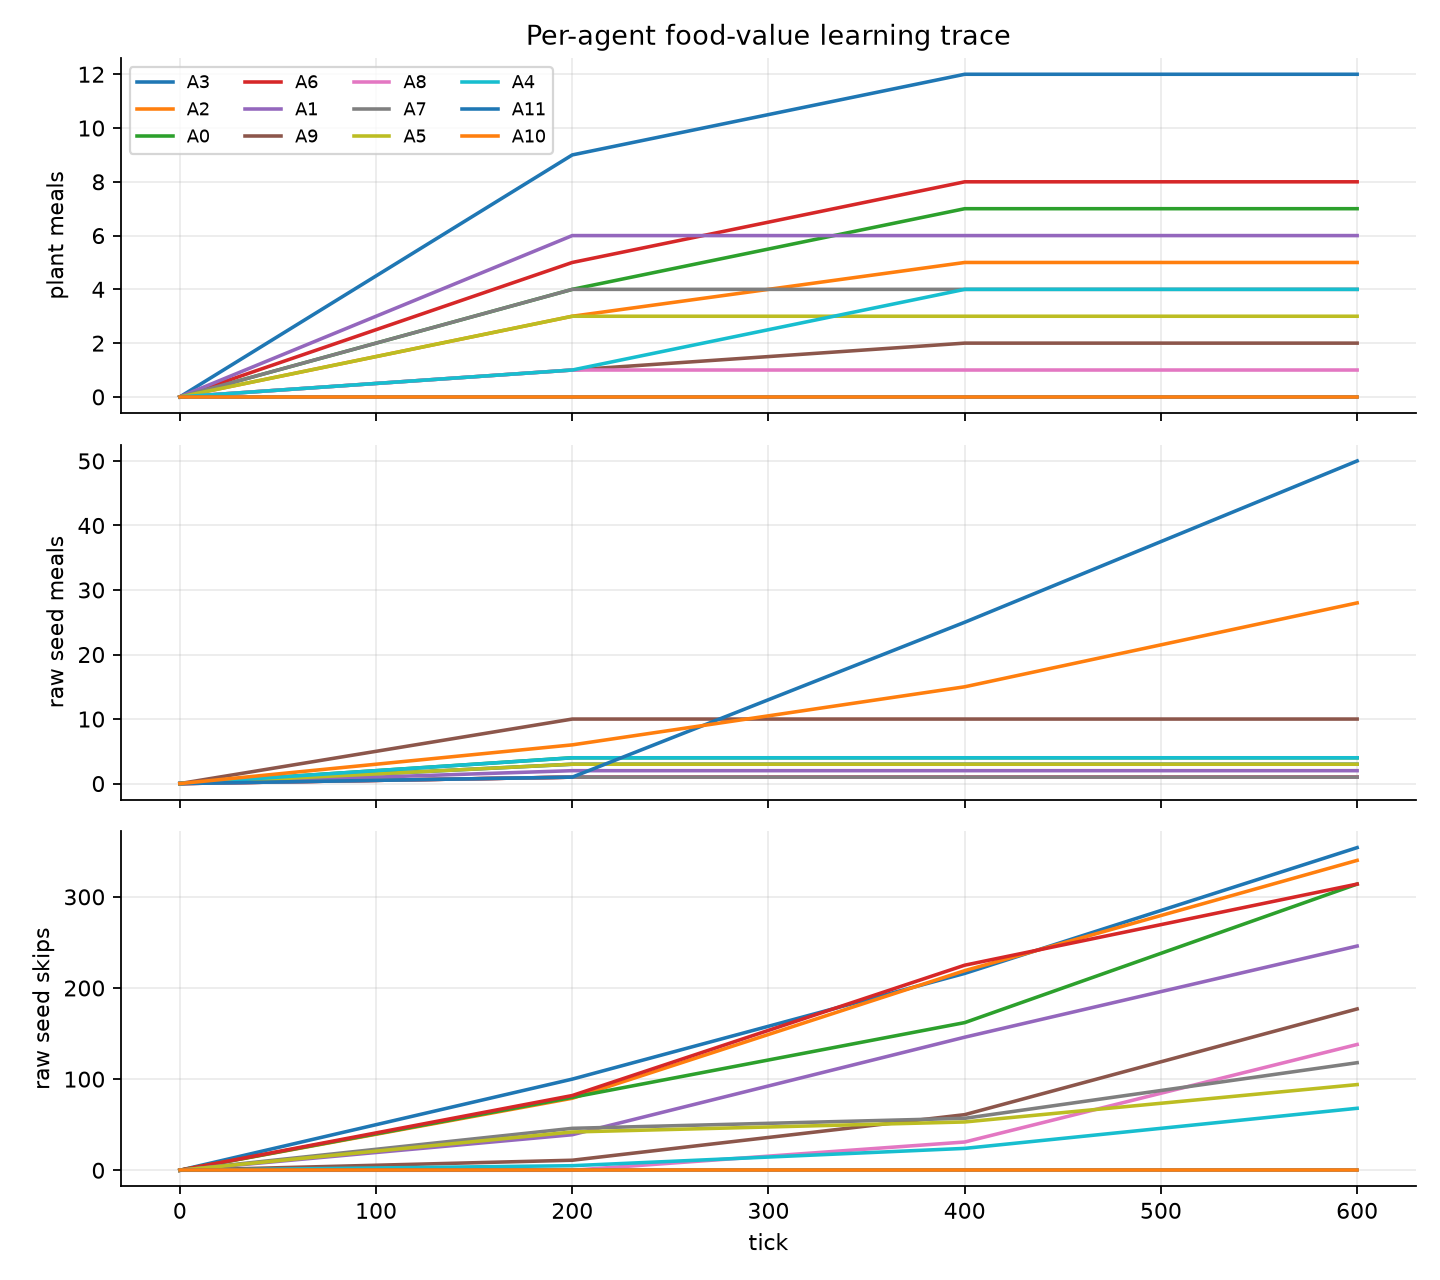 Per-agent food-value learning trace
A3 A6 A8 A4
A2 A1 A7 A11
A0 A9 A5 A10
12
10
8
6
4
2
0
plant meals
50
40
30
20
10
0
raw seed meals
300
200
100
0
raw seed skips
0 100 200 300 400 500 600
tick